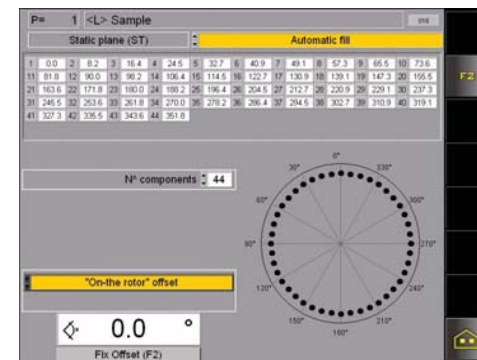 P= 1 <L> Sample 016
Static plane (ST) Automatic fill
1 0.0 2 8.2 3 16.4 4 24.5 5 32.7 6 40.9 7 49.1 8 57.3 9 65.5 10 73.6
11 81.8 12 90.0 13 98.2 14 106.4 15 114.5 16 122.7 17 130.9 18 139.1 19 147.3 20 155.5
21 163.6 22 171.8 23 180.0 24 188.2 25 196.4 26 204.5 27 212.7 28 220.9 29 229.1 30 237.3
31 245.5 32 253.6 33 261.8 34 270.0 35 278.2 36 286.4 37 294.5 38 302.7 39 310.9 40 319.1
41 327.3 42 335.5 43 343.6 44 351.8
F2
N^ components 44
0°
30° 330°
60° 300°
90° 270°
120° 240°
150° 210°
180°
"On-the rotor" offset
0.0 °
Fix Offset (F2)